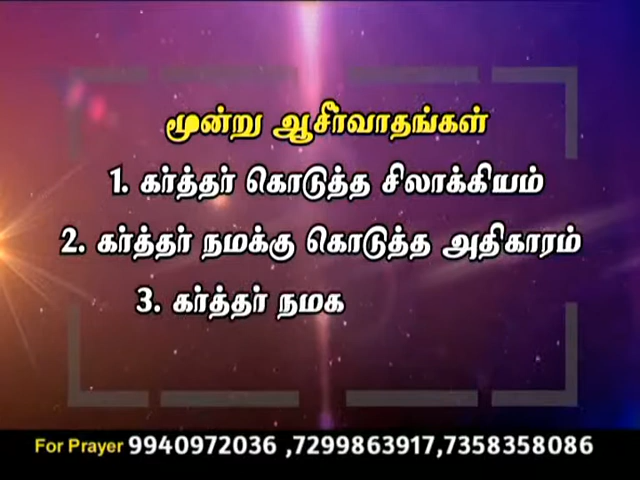 மூன்று ஆசீர்வாதங்கள்
1. கர்த்தர் கொடுத்த சிலாக்கியம்
2. கர்த்தர் நமக்கு கொடுத்த அதிகாரம்
3. கர்த்தர் நமக
For Prayer 9940972036 ,7299863917,7358358086